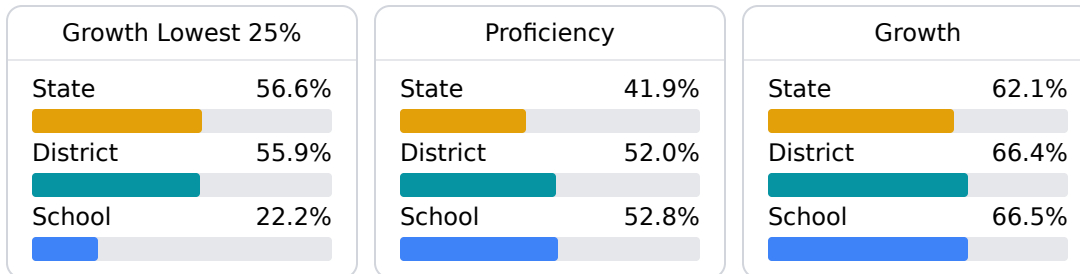 Growth Lowest 25%
State 56.6%
District 55.9%
School 22.2%
Proficiency
State 41.9%
District 52.0%
School 52.8%
Growth
State 62.1%
District 66.4%
School 66.5%